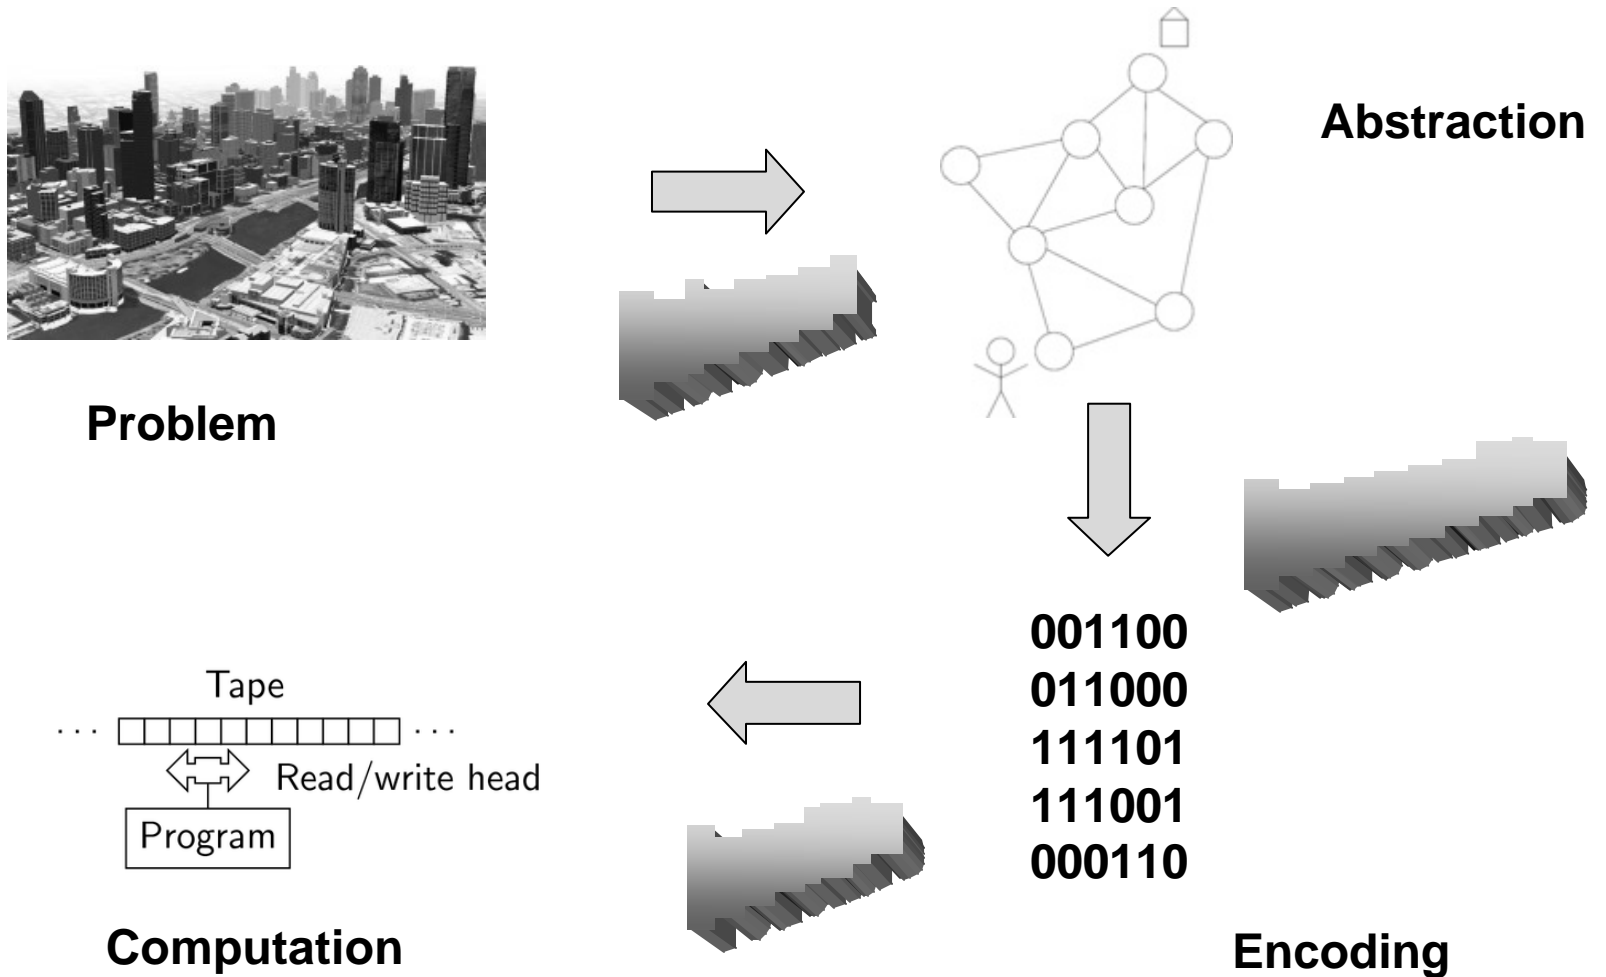 Abstraction
Problem
001100
011000
111101
111001
000110
Tape
... ...
Read/write head
Program
Computation
Encoding